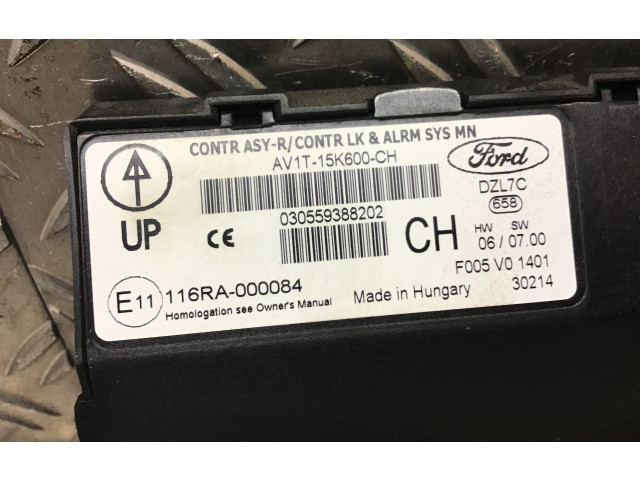 CONTR ASY-R/CONTR LK & ALRM SYS MN
AV1T-15K600-CH
Ford
DZL7C
658
UP
CE
030559388202
CH
HW SW
06 / 07.00
E11
116RA-000084
Homologation see Owner's Manual
Made in Hungary
F005 V0 1401
30214